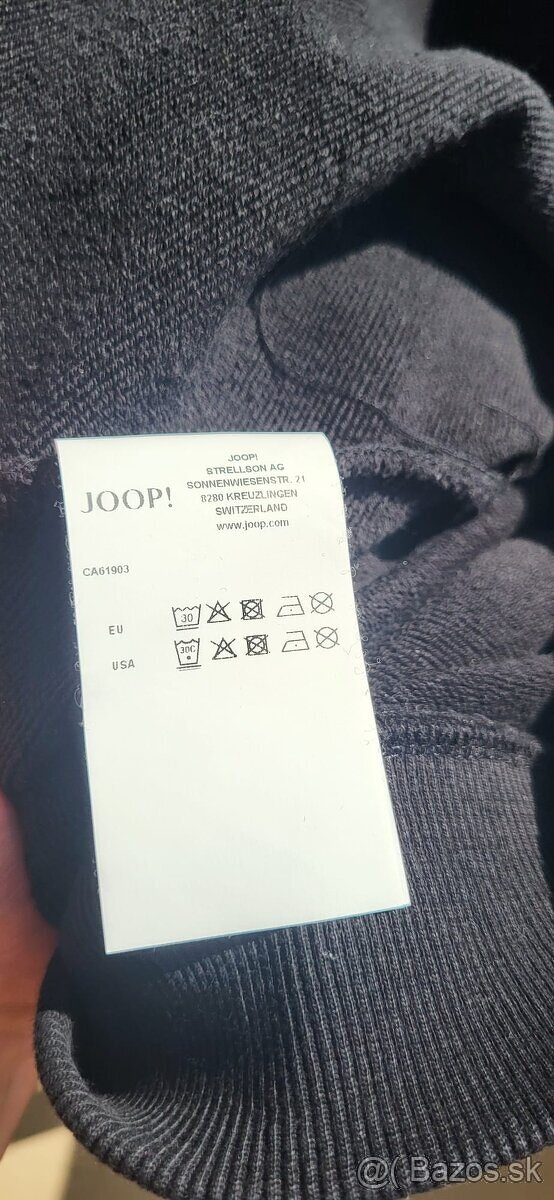 JOOP!
JOOP!
STRELLSON AG
SONNENWIESENSTR. 21
8280 KREUZLINGEN
SWITZERLAND
www.joop.com
CA61903
EU
30
USA
30C
@( Bazos.sk